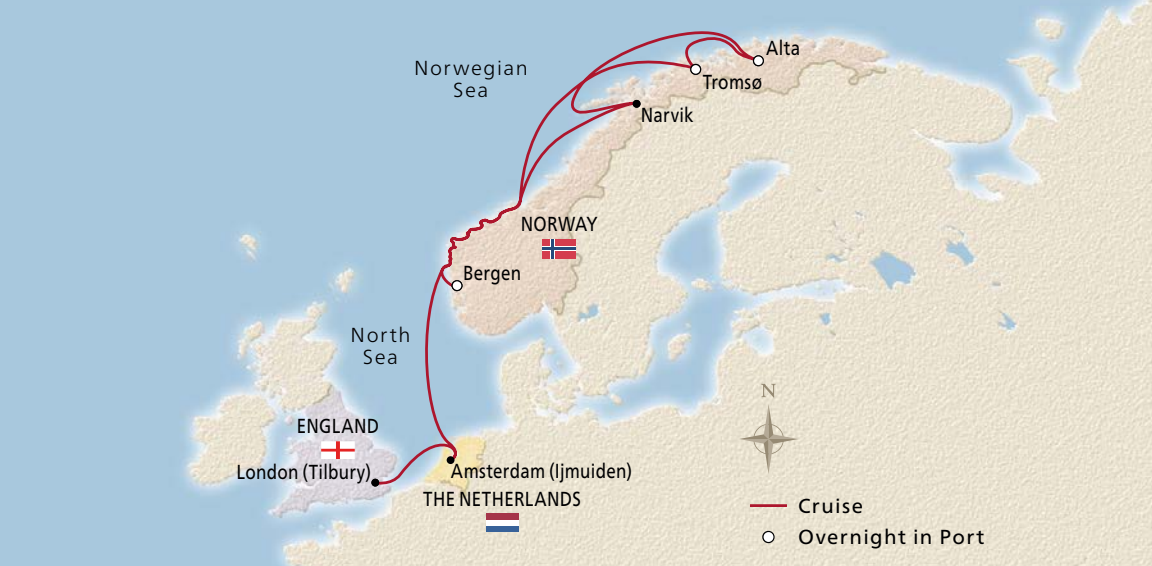 Alta
Norwegian
Sea
Tromsø
Narvik
NORWAY
Bergen
North
Sea
N
ENGLAND
London (Tilbury)
Amsterdam (Ijmuiden)
THE NETHERLANDS
Cruise
Overnight in Port